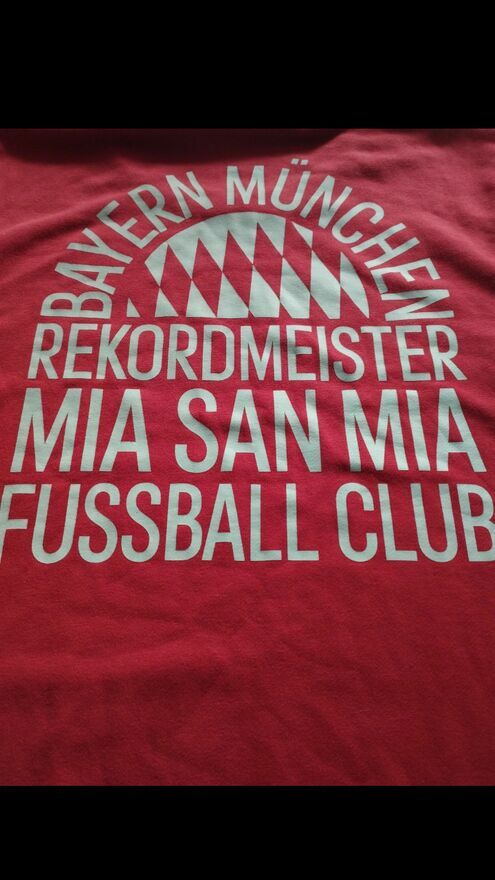 BAYERN MÜNCHEN
REKORDMEISTER
MIA SAN MIA
FUSSBALL CLUB